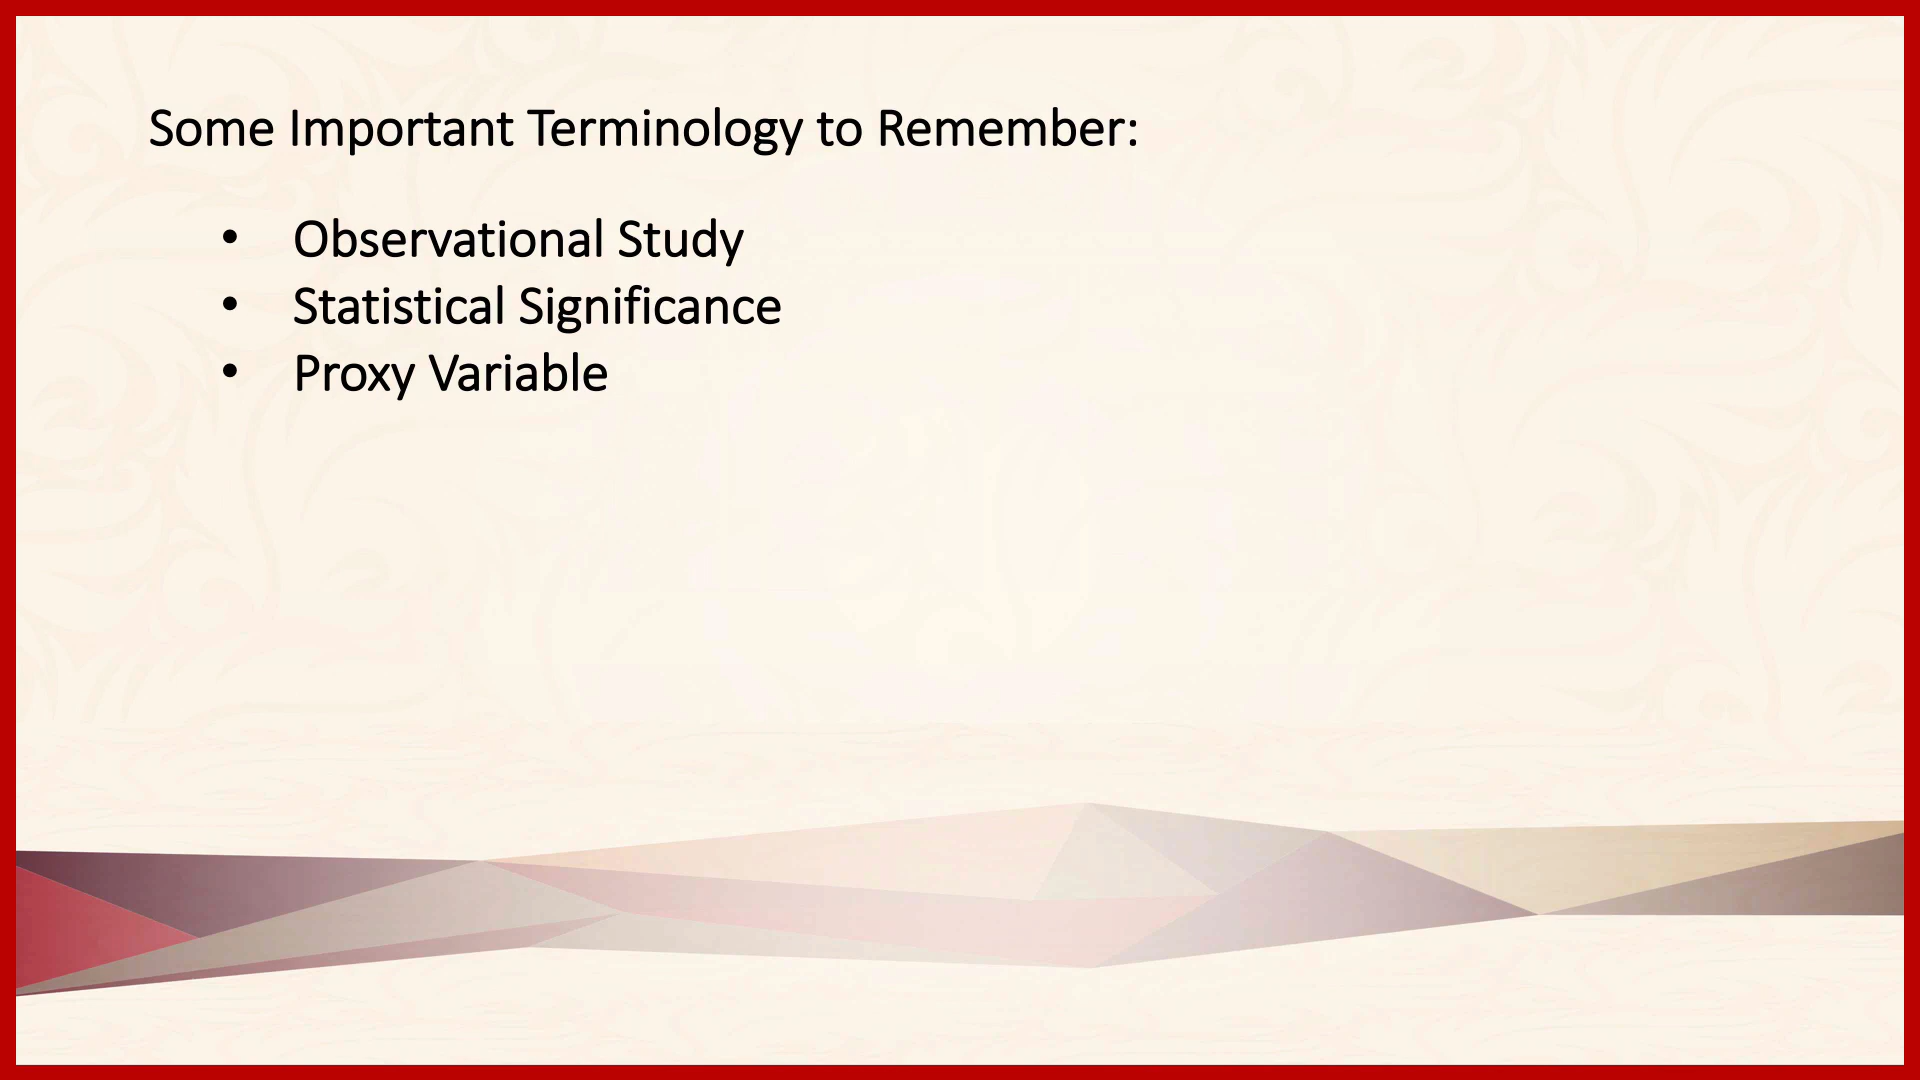 Some Important Terminology to Remember:
• Observational Study
• Statistical Significance
• Proxy Variable